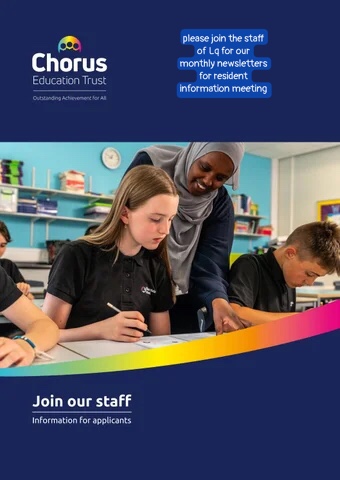 Chorus
Education Trust
Outstanding Achievement for All
please join the staff
of Lq for our
monthly newsletters
for resident
information meeting
Join our staff
Information for applicants